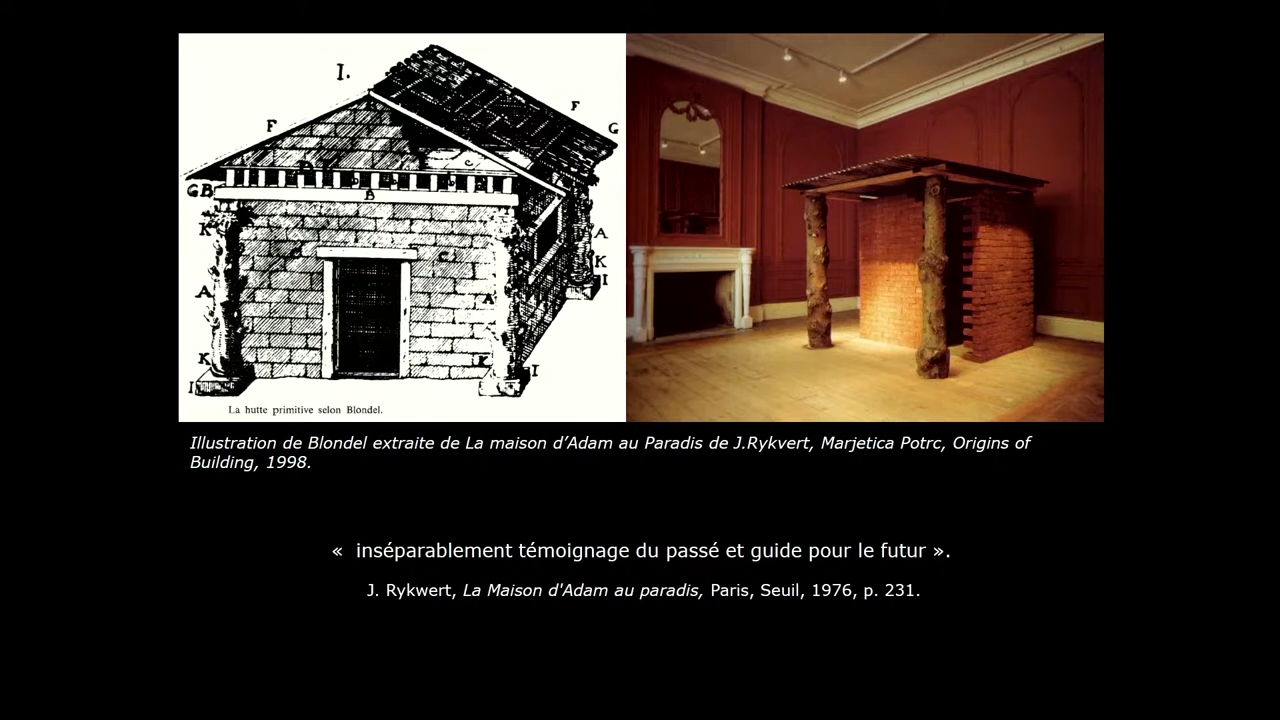 I.
F
F
G
C
D
G B
B
K
A
C
C
K
A
A
I
K
K
I
I
La hutte primitive selon Blondel.
Illustration de Blondel extraite de La maison d’Adam au Paradis de J.Rykvert, Marjetica Potrc, Origins of
Building, 1998.
«  inséparablement témoignage du passé et guide pour le futur ».
J. Rykwert, La Maison d'Adam au paradis, Paris, Seuil, 1976, p. 231.